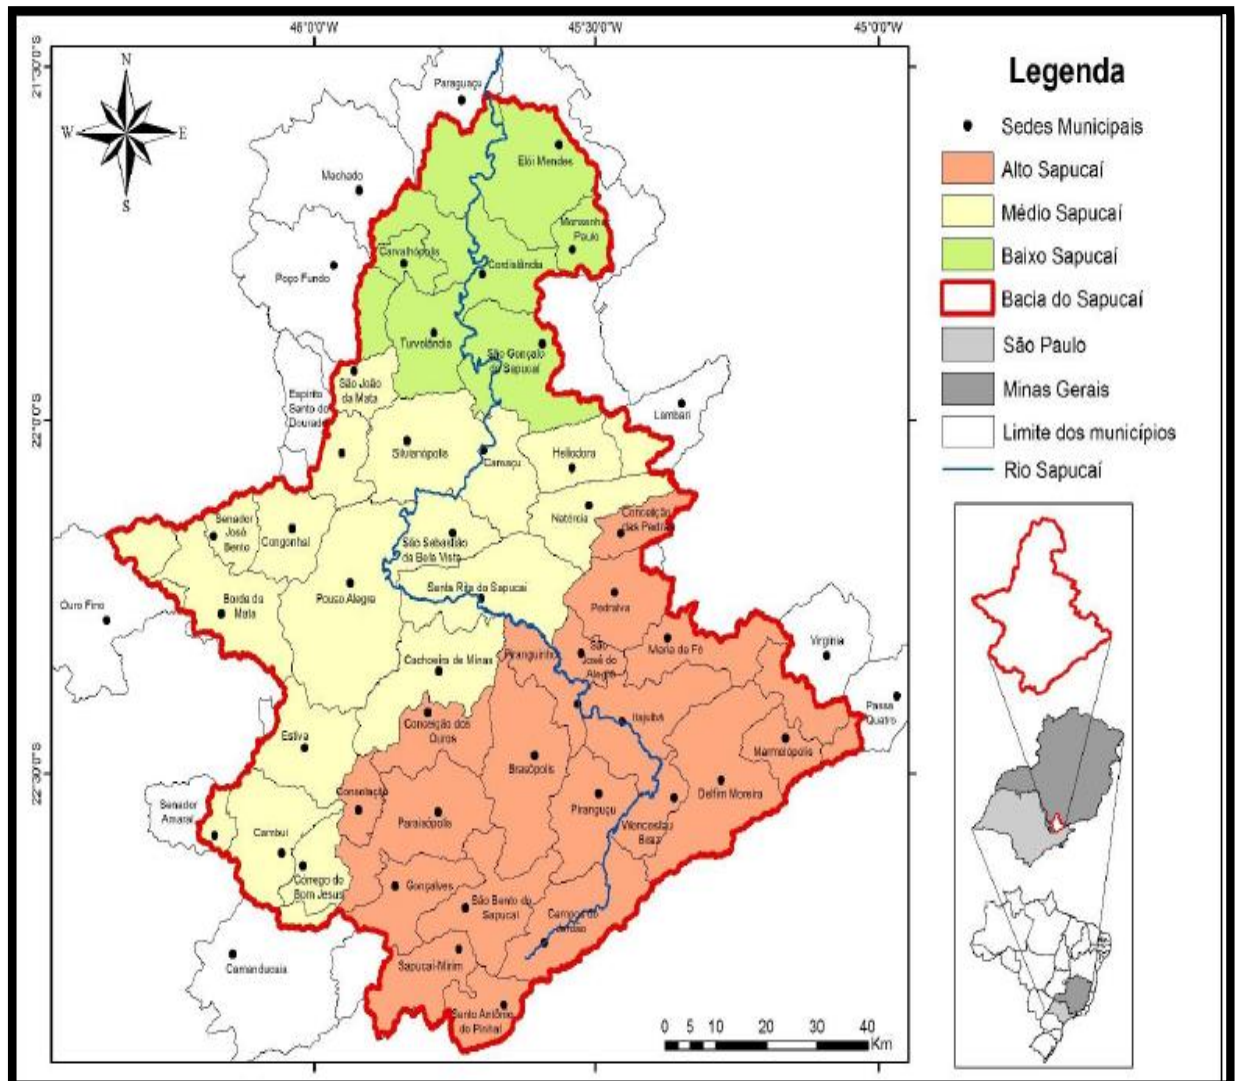 46°0'0"W
45°30'0"W
45°0'0"W
21°30'0"S
22°0'0"S
22°30'0"S
N
W
E
S
Paraguaçu
Elói Mendes
Machado
Monsenhor
Paulo
Carvalhópolis
Cordislândia
Poço Fundo
Turvolândia
São Gonçalo
do Sapucaí
São João
da Mata
Espírito
Santo do
Dourado
Lambari
Silvianópolis
Careaçu
Heliodora
Natércia
Conceição
das Pedras
Senador
José
Bento
Congonhal
São Sebastião
da Bela Vista
Ouro Fino
Borda da
Mata
Pouso Alegre
Santa Rita do Sapucaí
Pedralva
Virgínia
Cachoeira de Minas
Piranguinho
São
José do
Alegre
Maria da Fé
Passa
Quatro
Conceição dos
Ouros
Itajubá
Estiva
Brasópolis
Marmelópolis
Delfim Moreira
Senador
Amaral
Consolação
Paraisópolis
Piranguçu
Wenceslau
Braz
Cambuí
Córrego do
Bom Jesus
Gonçalves
São Bento do
Sapucaí
Campos do
Jordão
Camanducaia
Sapucaí-Mirim
Santo Antônio
do Pinhal
0 5 10 20 30 40
Km
Legenda
Sedes Municipais
Alto Sapucaí
Médio Sapucaí
Baixo Sapucaí
Bacia do Sapucaí
São Paulo
Minas Gerais
Limite dos municípios
Rio Sapucaí